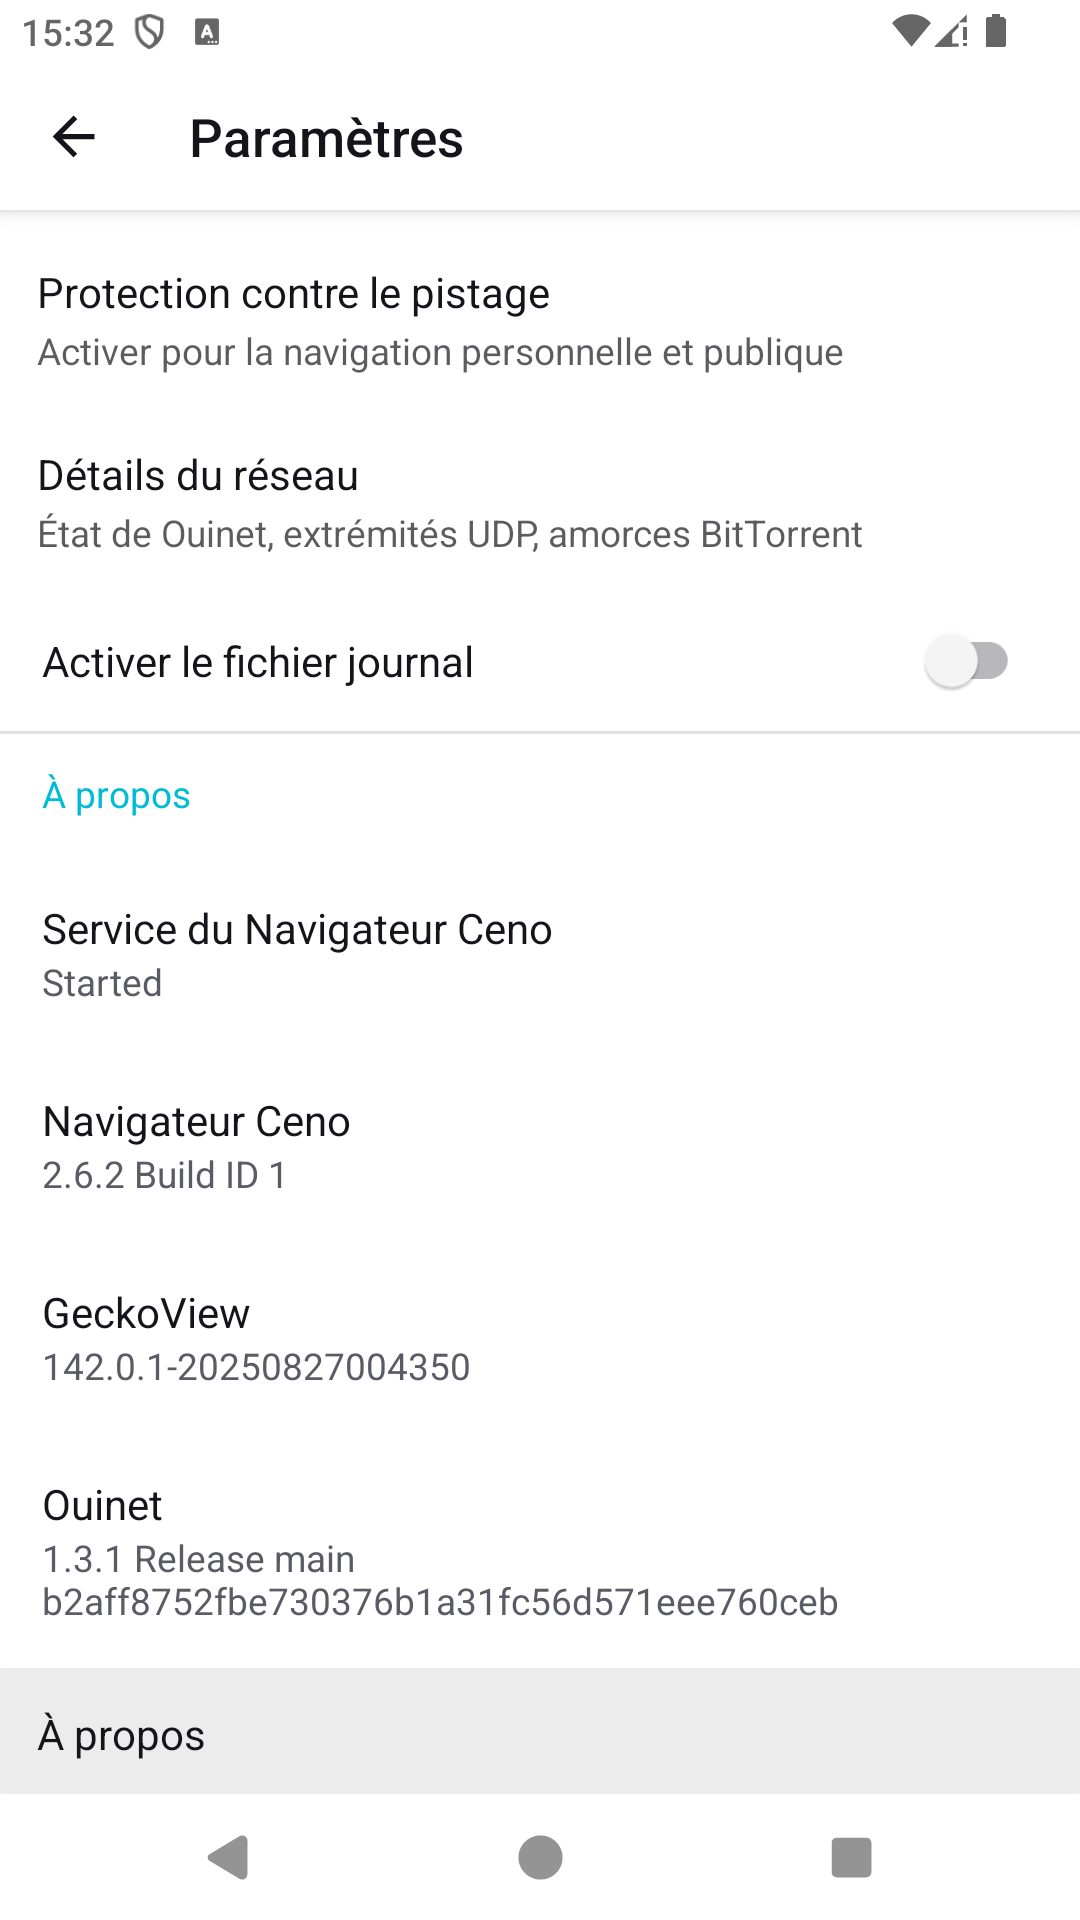 15:32
Paramètres
Protection contre le pistage
Activer pour la navigation personnelle et publique
Détails du réseau
État de Ouinet, extrémités UDP, amorces BitTorrent
Activer le fichier journal
À propos
Service du Navigateur Ceno
Started
Navigateur Ceno
2.6.2 Build ID 1
GeckoView
142.0.1-20250827004350
Ouinet
1.3.1 Release main
b2aff8752fbe730376b1a31fc56d571eee760ceb
À propos